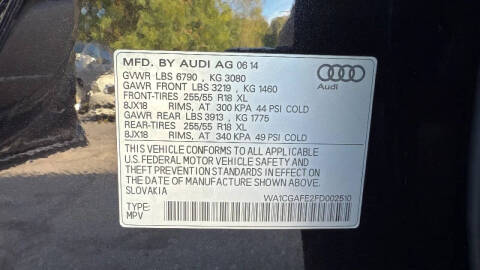 MFD. BY AUDI AG 06 14
GVWR LBS 6790 , KG 3080
GAWR FRONT LBS 3219 , KG 1460
FRONT-TIRES 255/55 R18 XL
8JX18 RIMS, AT 300 KPA 44 PSI COLD
GAWR REAR LBS 3913 , KG 1775
REAR-TIRES 255/55 R18 XL
8JX18 RIMS, AT 340 KPA 49 PSI COLD
Audi
THIS VEHICLE CONFORMS TO ALL APPLICABLE
U.S. FEDERAL MOTOR VEHICLE SAFETY AND
THEFT PREVENTION STANDARDS IN EFFECT ON
THE DATE OF MANUFACTURE SHOWN ABOVE.
SLOVAKIA
WA1CGAFE2FD002510
TYPE:
MPV